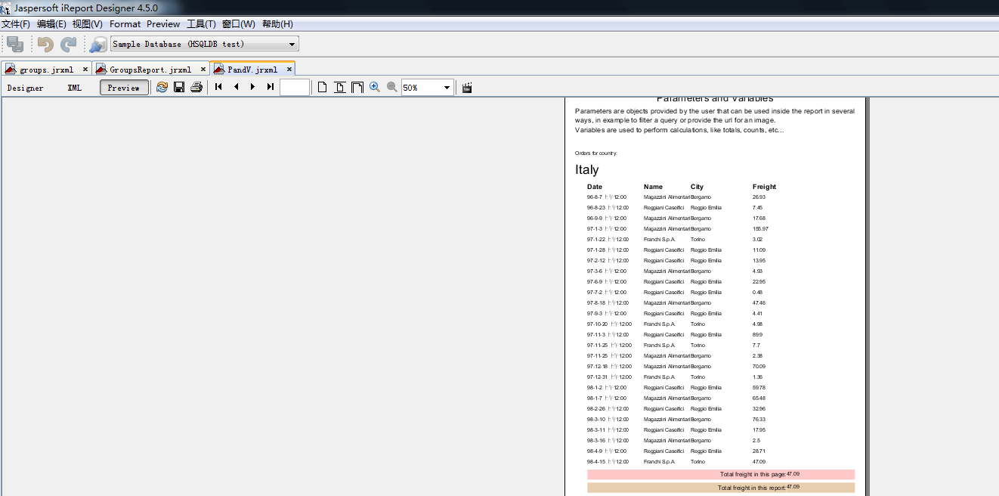 Jaspersoft iReport Designer 4.5.0
文件(F) 编辑(E) 视图(V) Format Preview 工具(T) 窗口(W) 帮助(H)
Sample Database (HSQLDB test)
groups.jrxml × GroupsReport.jrxml × PandV.jrxml ×
Designer XML Preview 50%
Parameters and Variables
Parameters are objects provided by the user that can be used inside the report in several
ways, in example to filter a query or provide the url for an image.
Variables are used to perform calculations, like totals, counts, etc...
Orders for country:
Italy
Date Name City Freight
96-8-7 上午12:00 Magazzini Alimentari Bergamo 26.93
96-8-23 上午12:00 Reggiani Caseifici Reggio Emilia 7.45
96-9-9 上午12:00 Magazzini Alimentari Bergamo 17.68
97-1-3 上午12:00 Magazzini Alimentari Bergamo 155.97
97-1-22 上午12:00 Franchi S.p.A. Torino 3.02
97-1-28 上午12:00 Reggiani Caseifici Reggio Emilia 11.09
97-2-12 上午12:00 Reggiani Caseifici Reggio Emilia 13.95
97-3-6 上午12:00 Magazzini Alimentari Bergamo 4.93
97-6-9 上午12:00 Reggiani Caseifici Reggio Emilia 22.95
97-7-2 上午12:00 Reggiani Caseifici Reggio Emilia 0.48
97-8-18 上午12:00 Magazzini Alimentari Bergamo 47.46
97-9-3 上午12:00 Reggiani Caseifici Reggio Emilia 4.41
97-10-20 上午12:00 Franchi S.p.A. Torino 4.98
97-11-3 上午12:00 Reggiani Caseifici Reggio Emilia 89.9
97-11-25 上午12:00 Franchi S.p.A. Torino 7.7
97-11-25 上午12:00 Magazzini Alimentari Bergamo 2.38
97-12-18 上午12:00 Magazzini Alimentari Bergamo 70.09
97-12-31 上午12:00 Franchi S.p.A. Torino 1.36
98-1-2 上午12:00 Reggiani Caseifici Reggio Emilia 59.78
98-1-7 上午12:00 Magazzini Alimentari Bergamo 65.48
98-2-26 上午12:00 Reggiani Caseifici Reggio Emilia 32.96
98-3-10 上午12:00 Magazzini Alimentari Bergamo 76.33
98-3-11 上午12:00 Reggiani Caseifici Reggio Emilia 17.95
98-3-16 上午12:00 Magazzini Alimentari Bergamo 2.5
98-4-9 上午12:00 Reggiani Caseifici Reggio Emilia 28.71
98-4-15 上午12:00 Franchi S.p.A. Torino 47.09
Total freight in this page: 47.09
Total freight in this report: 47.09